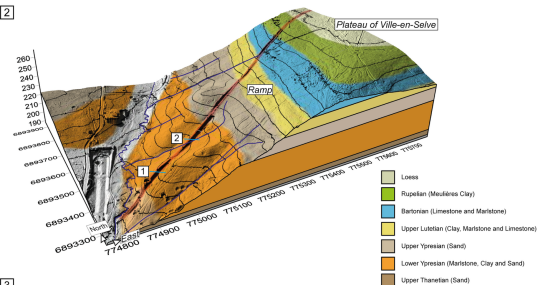 2
Plateau of Ville-en-Selve
Ramp
260
250
240
230
220
210
200
190
6893800
6893700
6893600
6893500
6893400
6893300
2
1
North
East
774800
774900
775000
775100
775200
775300
775400
775500
775600
775700
Loess
Rupelian (Meulières Clay)
Bartonian (Limestone and Marlstone)
Upper Lutetian (Clay, Marlstone and Limestone)
Upper Ypresian (Sand)
Lower Ypresian (Marlstone, Clay and Sand)
Upper Thanetian (Sand)